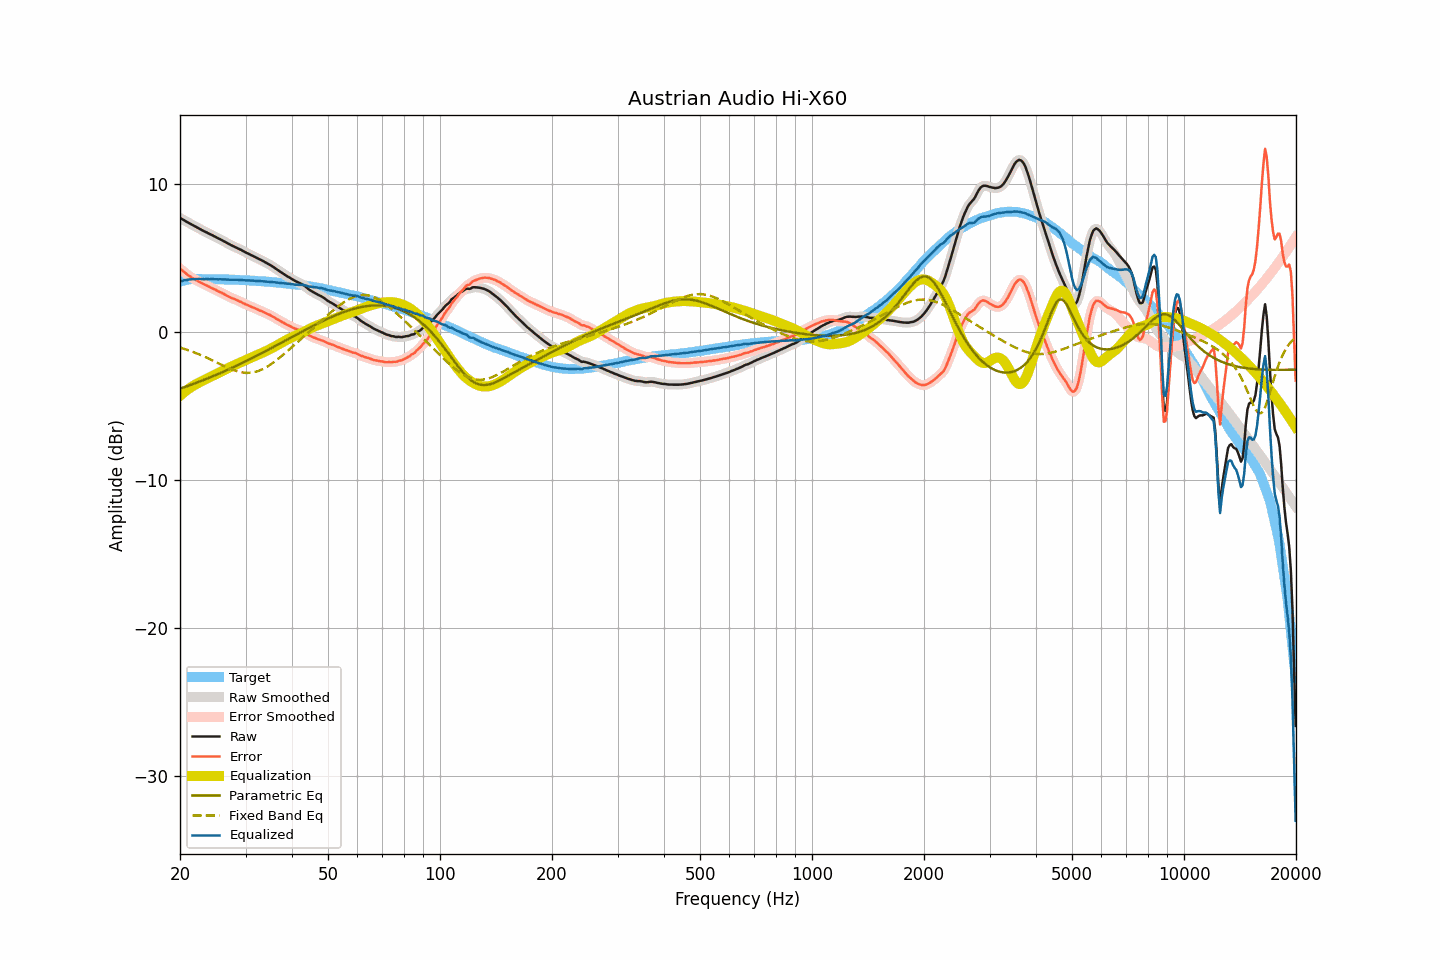 Austrian Audio Hi-X60
Amplitude (dBr)
10
0
−10
−20
−30
Target
Raw Smoothed
Error Smoothed
Raw
Error
Equalization
Parametric Eq
Fixed Band Eq
Equalized
20 50 100 200 500 1000 2000 5000 10000 20000
Frequency (Hz)